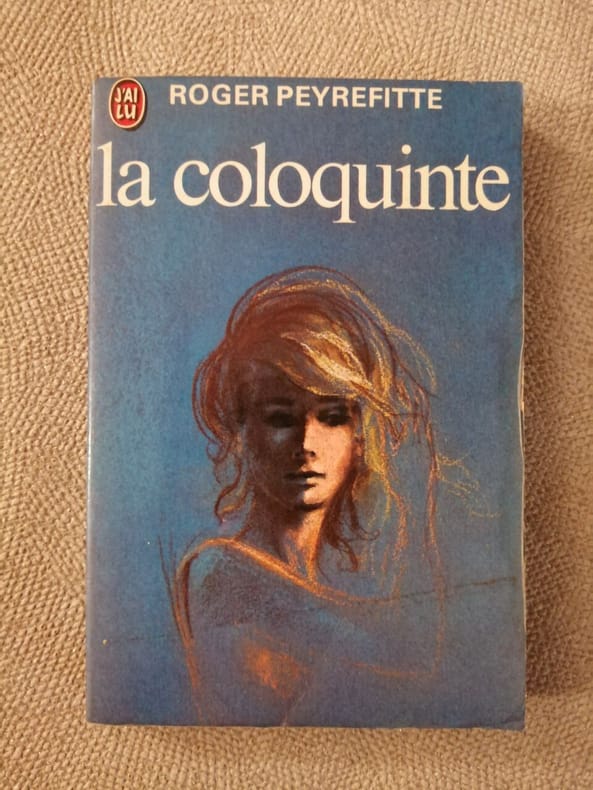 J'AI
LU
ROGER PEYREFITTE
la coloquinte